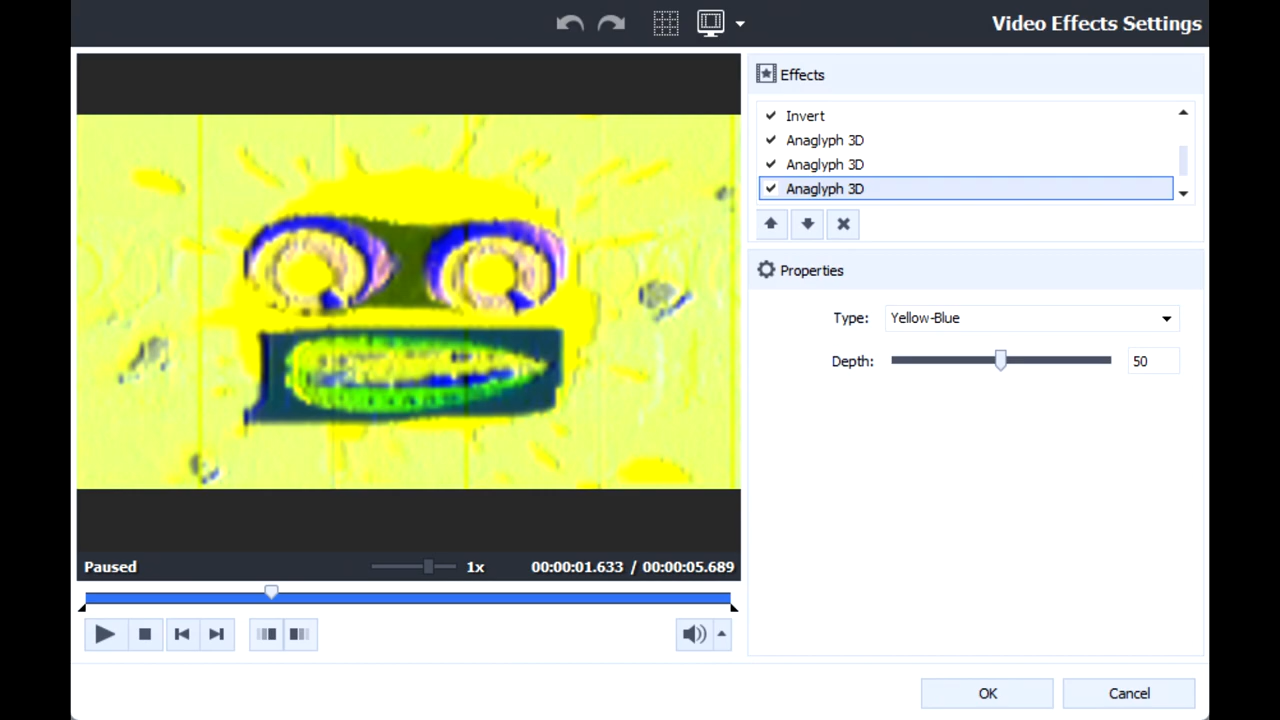 Video Effects Settings
Effects
Invert
Anaglyph 3D
Anaglyph 3D
Anaglyph 3D
Properties
Type: Yellow-Blue
Depth: 50
Paused 1x 00:00:01.633 / 00:00:05.689
OK Cancel